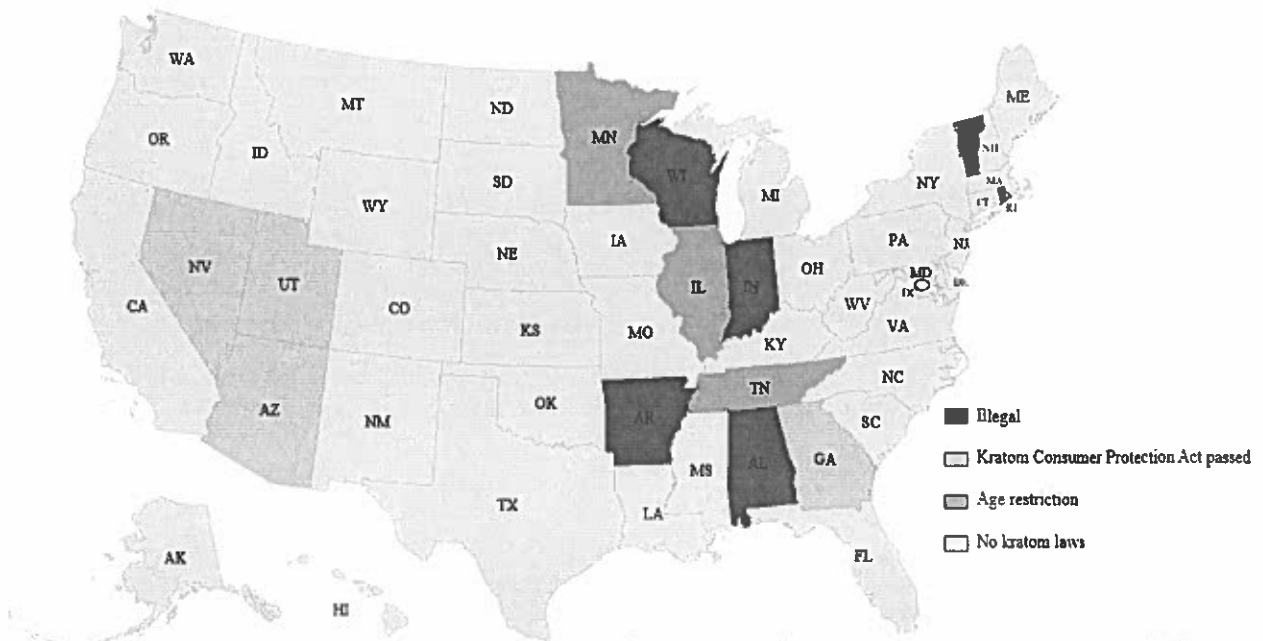 WA
MT
ND
MN
ME
OR
ID
WI
NH
SD
MI
NY
MA
WY
CT
RI
IA
PA
NJ
NE
OH
MD
NV
UT
IL
IN
WV
CA
CO
VA
KS
MO
KY
NC
TN
AZ
OK
NM
AR
SC
Illegal
MS
AL
GA
Kratom Consumer Protection Act passed
TX
LA
Age restriction
No kratom laws
AK
FL
HI